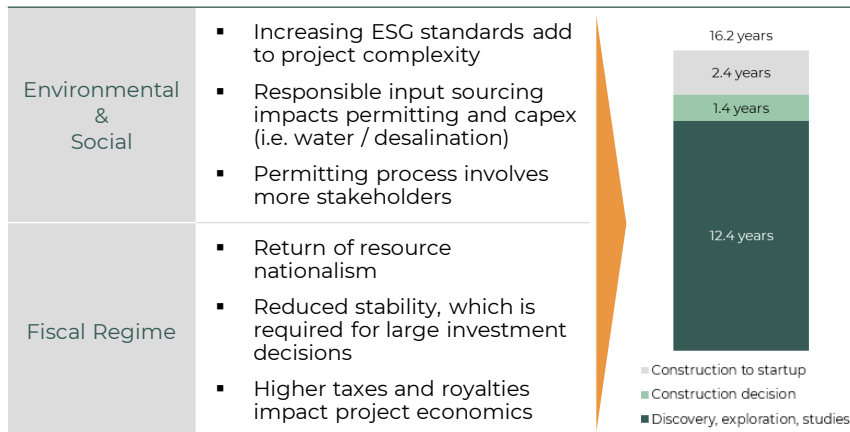 Environmental
&
Social
▪ Increasing ESG standards add
to project complexity
▪ Responsible input sourcing
impacts permitting and capex
(i.e. water / desalination)
▪ Permitting process involves
more stakeholders
Fiscal Regime
▪ Return of resource
nationalism
▪ Reduced stability, which is
required for large investment
decisions
▪ Higher taxes and royalties
impact project economics
16.2 years
2.4 years
1.4 years
12.4 years
Construction to startup
Construction decision
Discovery, exploration, studies